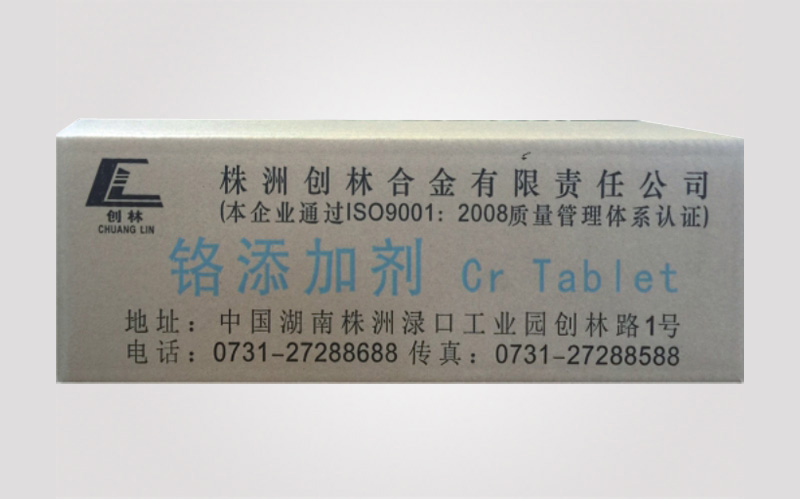 株洲创林合金有限责任公司
(本企业通过ISO9001：2008质量管理体系认证)
创林
CHUANG LIN
铬添加剂 Cr Tablet
地址：中国湖南株洲渌口工业园创林路1号
电话：0731-27288688 传真：0731-27288588